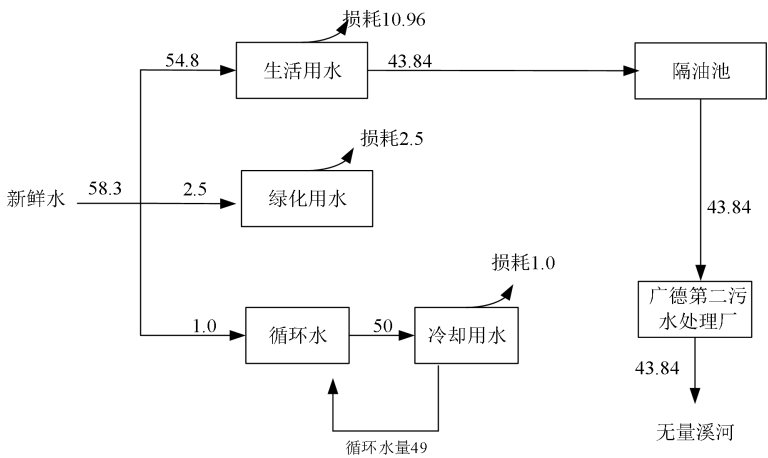 损耗10.96
54.8
生活用水
43.84
隔油池
损耗2.5
新鲜水
58.3
2.5
绿化用水
43.84
损耗1.0
广德第二污
水处理厂
1.0
循环水
50
冷却用水
43.84
循环水量49
无量溪河